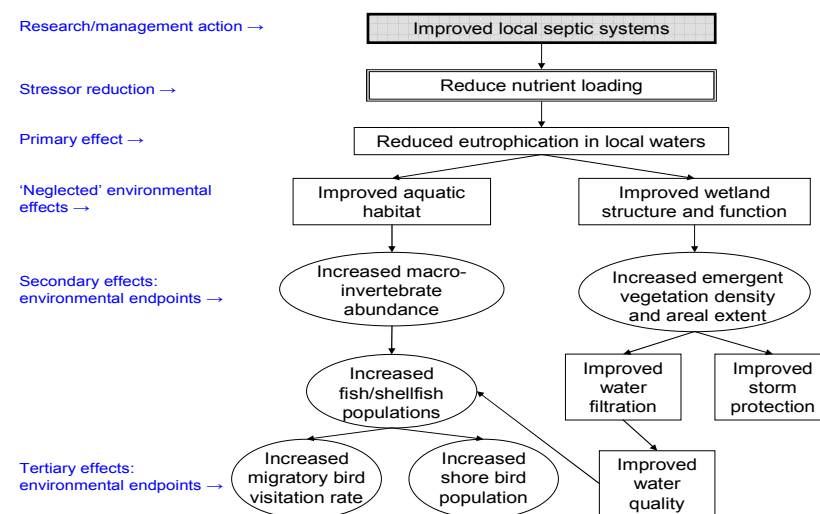 Research/management action →
Improved local septic systems
Stressor reduction →
Reduce nutrient loading
Primary effect →
Reduced eutrophication in local waters
‘Neglected’ environmental
effects →
Improved aquatic
habitat
Improved wetland
structure and function
Secondary effects:
environmental endpoints →
Increased macro-
invertebrate
abundance
Increased emergent
vegetation density
and areal extent
Increased
fish/shellfish
populations
Improved
water
filtration
Improved
storm
protection
Tertiary effects:
environmental endpoints →
Increased
migratory bird
visitation rate
Increased
shore bird
population
Improved
water
quality